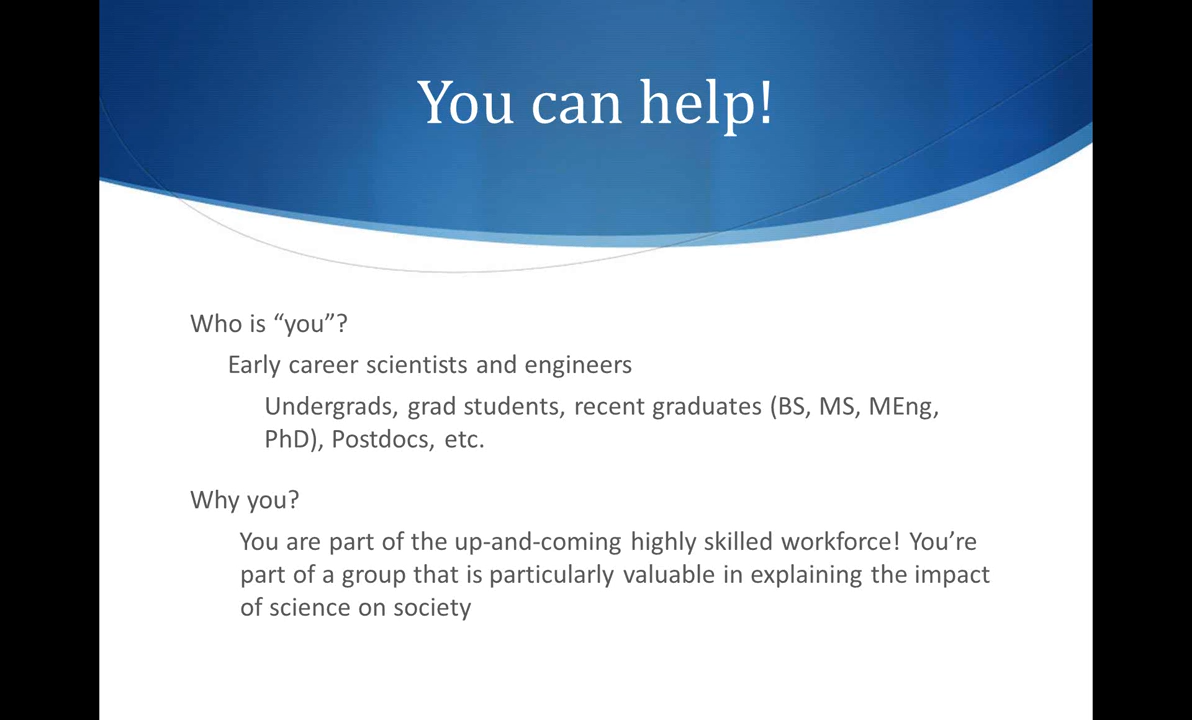 You can help!
Who is “you”?
Early career scientists and engineers
Undergrads, grad students, recent graduates (BS, MS, MEng,
PhD), Postdocs, etc.
Why you?
You are part of the up-and-coming highly skilled workforce! You’re
part of a group that is particularly valuable in explaining the impact
of science on society